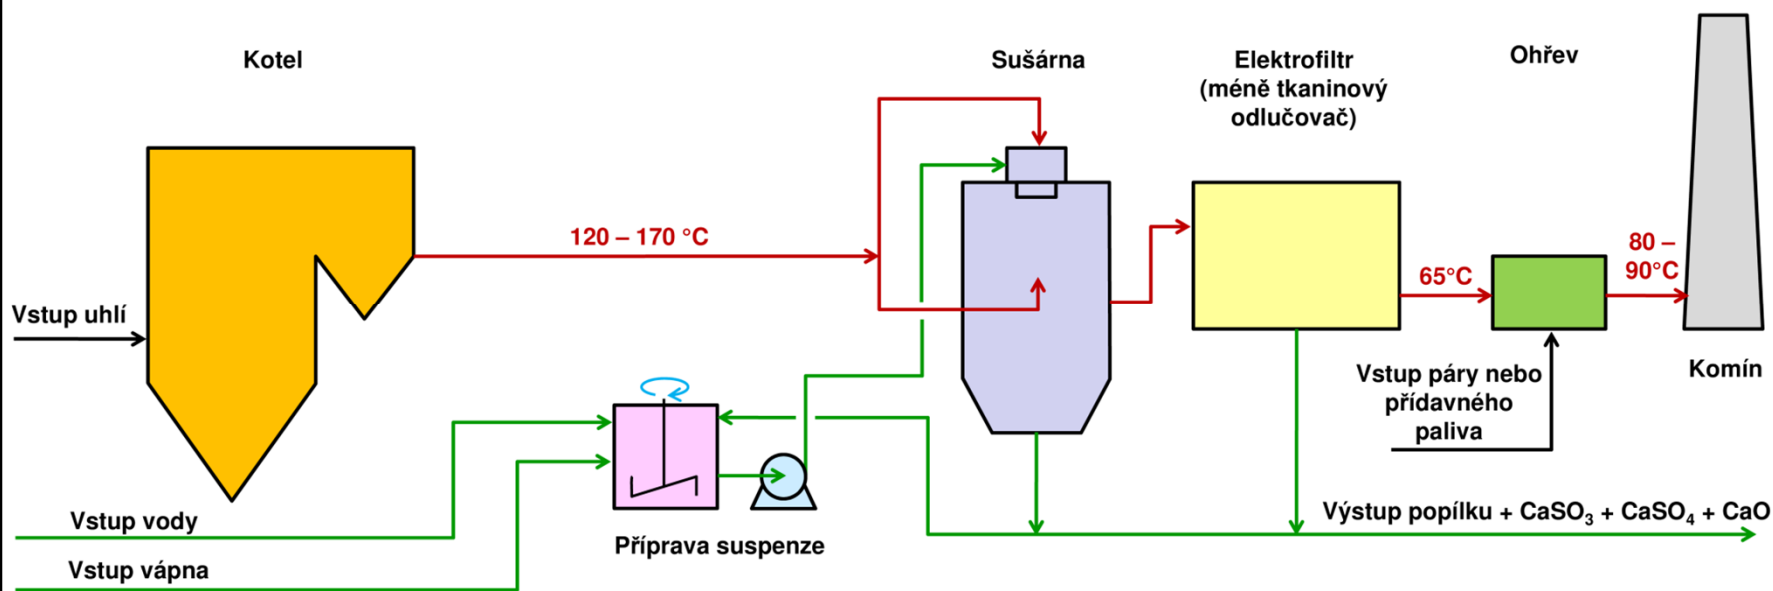 Kotel
Sušárna
Elektrofiltr
(méně tkaninový
odlučovač)
Ohřev
120 – 170 °C
80 –
90°C
65°C
Vstup uhlí
Komín
Vstup páry nebo
přídavného
paliva
Vstup vody
Výstup popílku + CaSO₃ + CaSO₄ + CaO
Příprava suspenze
Vstup vápna